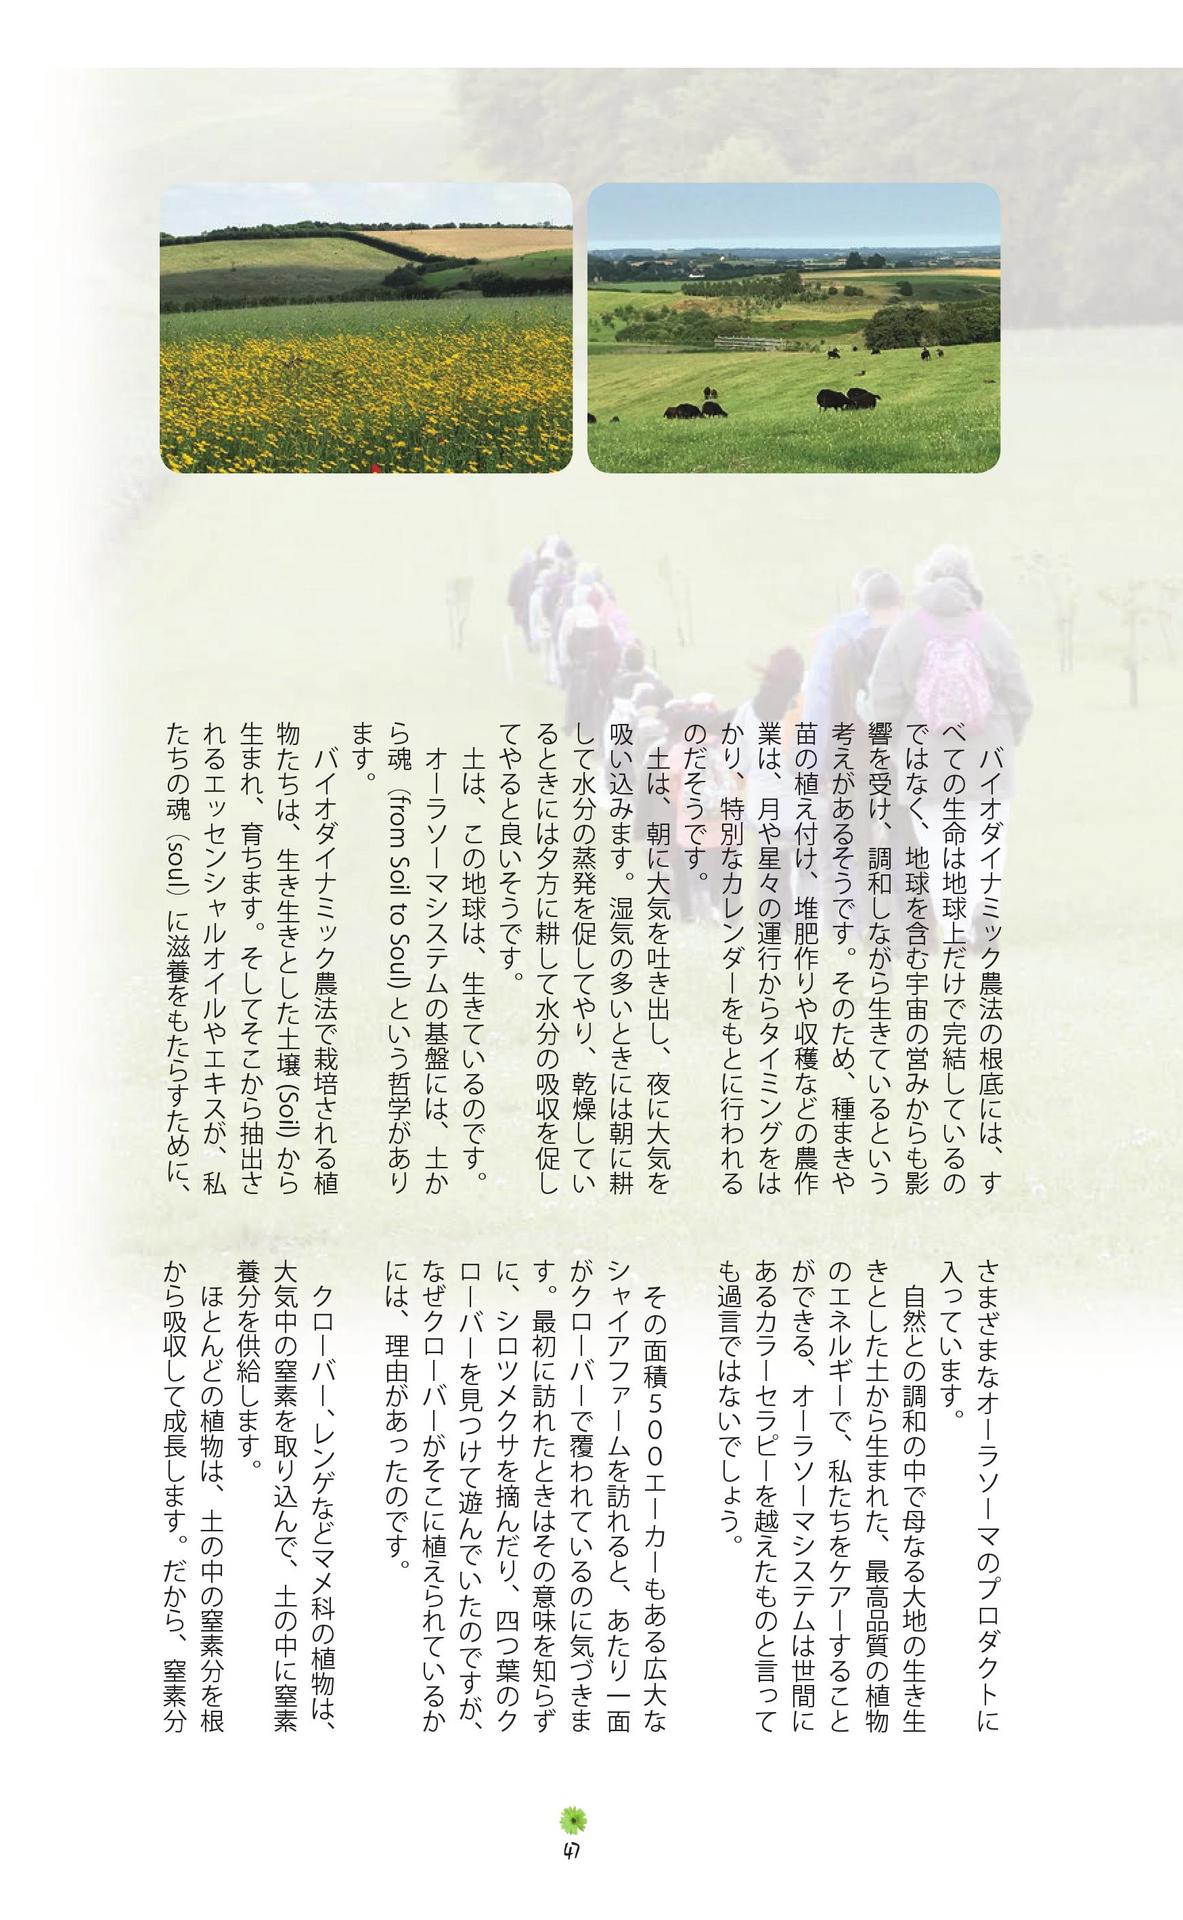 バイオダイナミック農法の根底には、す
べての生命は地球上だけで完結しているの
ではなく、地球を含む宇宙の営みからも影
響を受け、調和しながら生きているという
考えがあるそうです。そのため、種まきや
苗の植え付け、堆肥作りや収穫などの農作
業は、月や星々の運行からタイミングをは
かり、特別なカレンダーをもとに行われる
のだそうです。
土は、朝に大気を吐き出し、夜に大気を
吸い込みます。湿気の多いときには朝に耕
して水分の蒸発を促してやり、乾燥してい
るときには夕方に耕して水分の吸収を促し
てやると良いそうです。
土は、この地球は、生きているのです。
オーラソーマシステムの基盤には、土か
ら魂（from Soil to Soul）という哲学があり
ます。
バイオダイナミック農法で栽培される植
物たちは、生き生きとした土壌(Soil)から
生まれ、育ちます。そしてそこから抽出さ
れるエッセンシャルオイルやエキスが、私
たちの魂（soul）に滋養をもたらすために、
さまざまなオーラソーマのプロダクトに
入っています。
自然との調和の中で母なる大地の生き生
きとした土から生まれた、最高品質の植物
のエネルギーで、私たちをケアーすること
ができる、オーラソーマシステムは世間に
あるカラーセラピーを越えたものと言って
も過言ではないでしょう。
その面積500エーカーもある広大な
シャイアファームを訪れると、あたり一面
がクローバーで覆われているのに気づきま
す。最初に訪れたときはその意味を知らず
に、シロツメクサを摘んだり、四つ葉のク
ローバーを見つけて遊んでいたのですが、
なぜクローバーがそこに植えられているか
には、理由があったのです。
クローバー、レンゲなどマメ科の植物は、
大気中の窒素を取り込んで、土の中に窒素
養分を供給します。
ほとんどの植物は、土の中の窒素分を根
から吸収して成長します。だから、窒素分
47